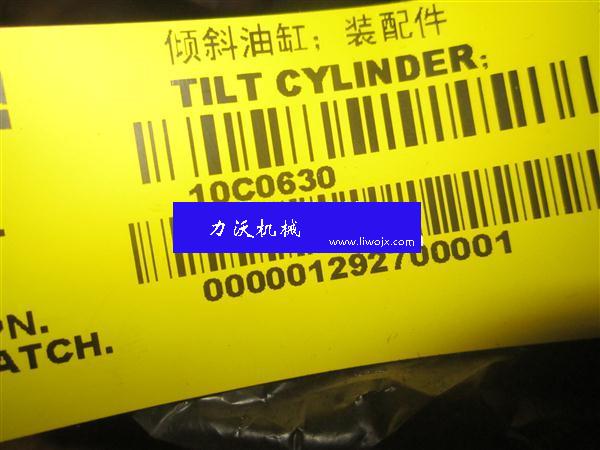 倾斜油缸；装配件
TILT CYLINDER;
10C0630
力沃机械
www.liwojx.com
000001292700001
PN.
ATCH.